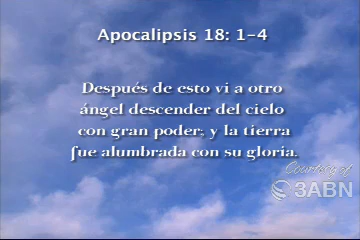 Apocalipsis 18: 1-4
Después de esto vi a otro
ángel descender del cielo
con gran poder; y la tierra
fue alumbrada con su gloria.
Courtesy of
3ABN